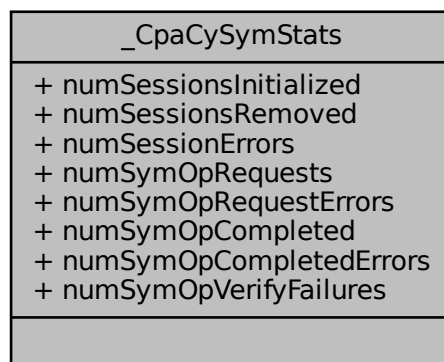 _CpaCySymStats
+ numSessionsInitialized
+ numSessionsRemoved
+ numSessionErrors
+ numSymOpRequests
+ numSymOpRequestErrors
+ numSymOpCompleted
+ numSymOpCompletedErrors
+ numSymOpVerifyFailures